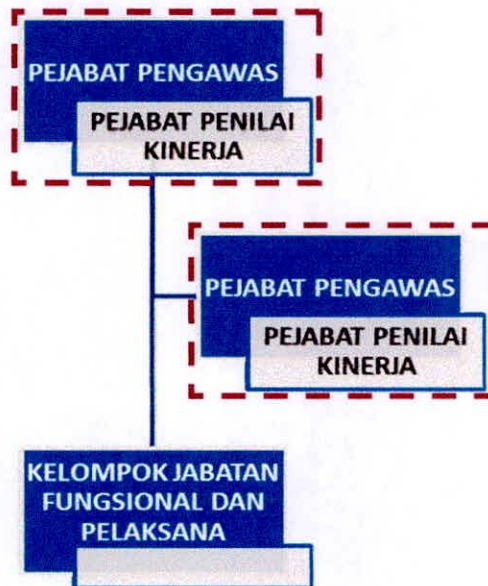 PEJABAT PENGAWAS
PEJABAT PENILAI
KINERJA
PEJABAT PENGAWAS
PEJABAT PENILAI
KINERJA
KELOMPOK JABATAN
FUNGSIONAL DAN
PELAKSANA